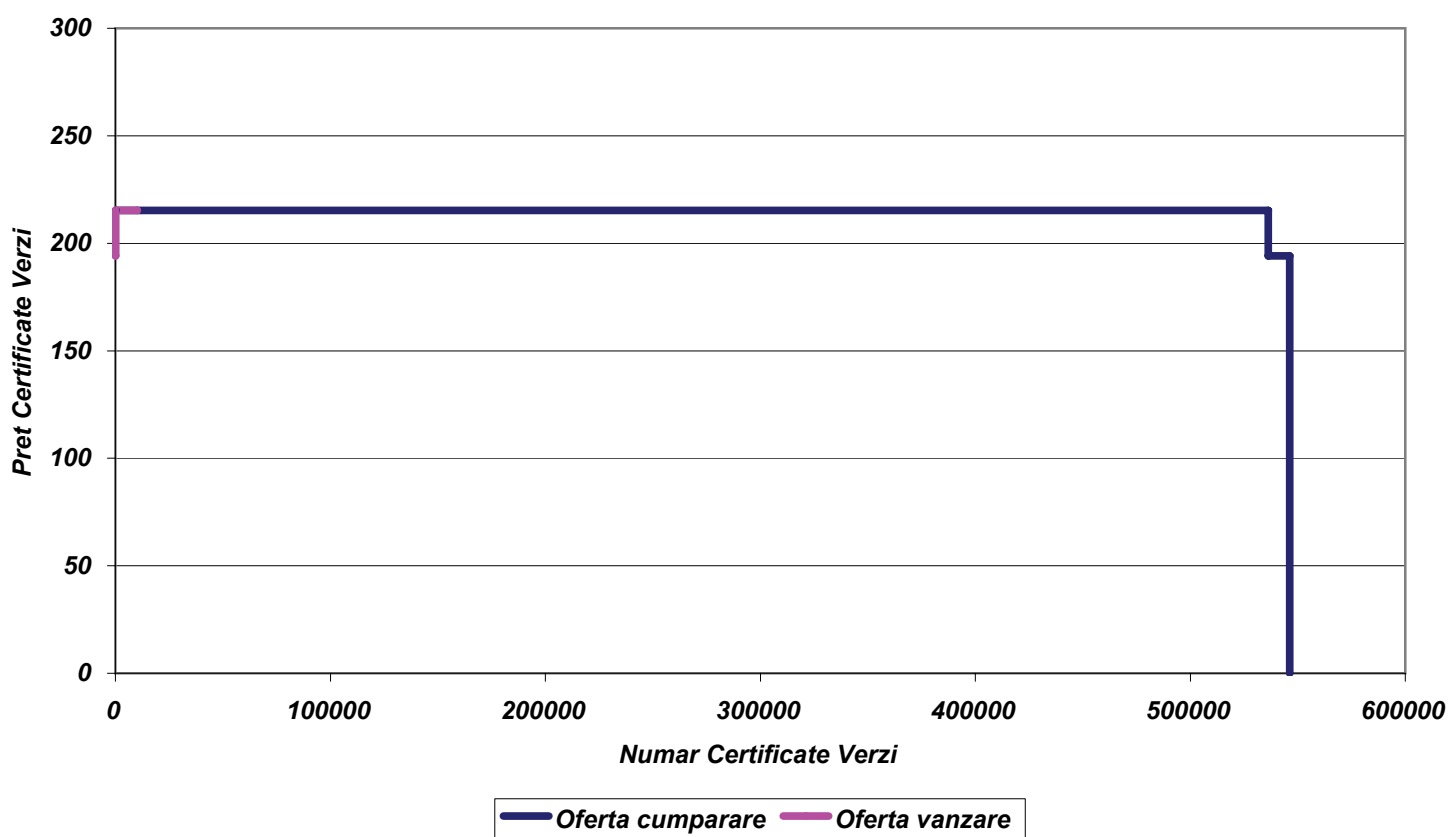 300
250
200
150
100
50
0
Pret Certificate Verzi
0 100000 200000 300000 400000 500000 600000
Numar Certificate Verzi
Oferta cumparare Oferta vanzare